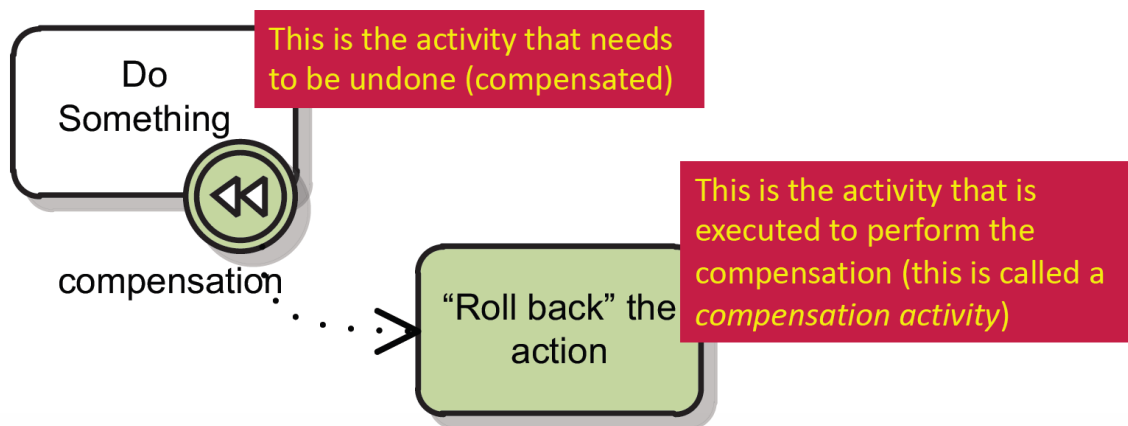 Do
Something
This is the activity that needs
to be undone (compensated)
compensation
This is the activity that is
executed to perform the
compensation (this is called a
compensation activity)
“Roll back” the
action